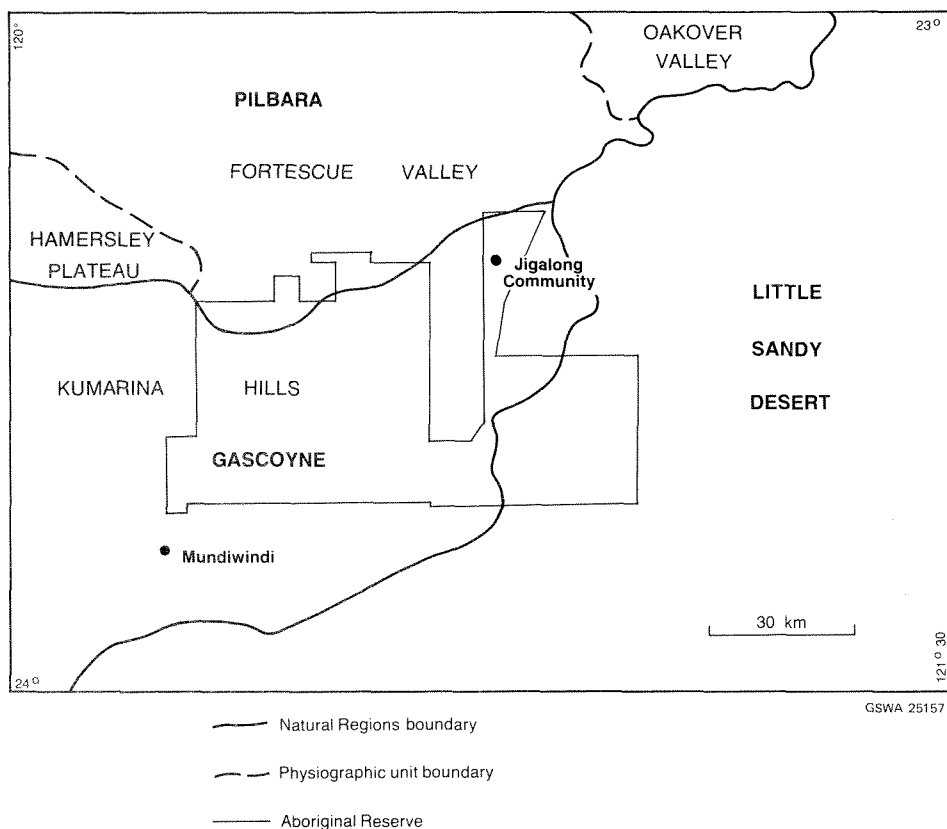 120°
23°
OAKOVER
VALLEY
PILBARA
FORTESCUE VALLEY
HAMERSLEY
PLATEAU
Jigalong
Community
LITTLE
SANDY
DESERT
KUMARINA HILLS
GASCOYNE
Mundiwindi
30 km
24°
121° 30
GSWA 25157
Natural Regions boundary
Physiographic unit boundary
Aboriginal Reserve